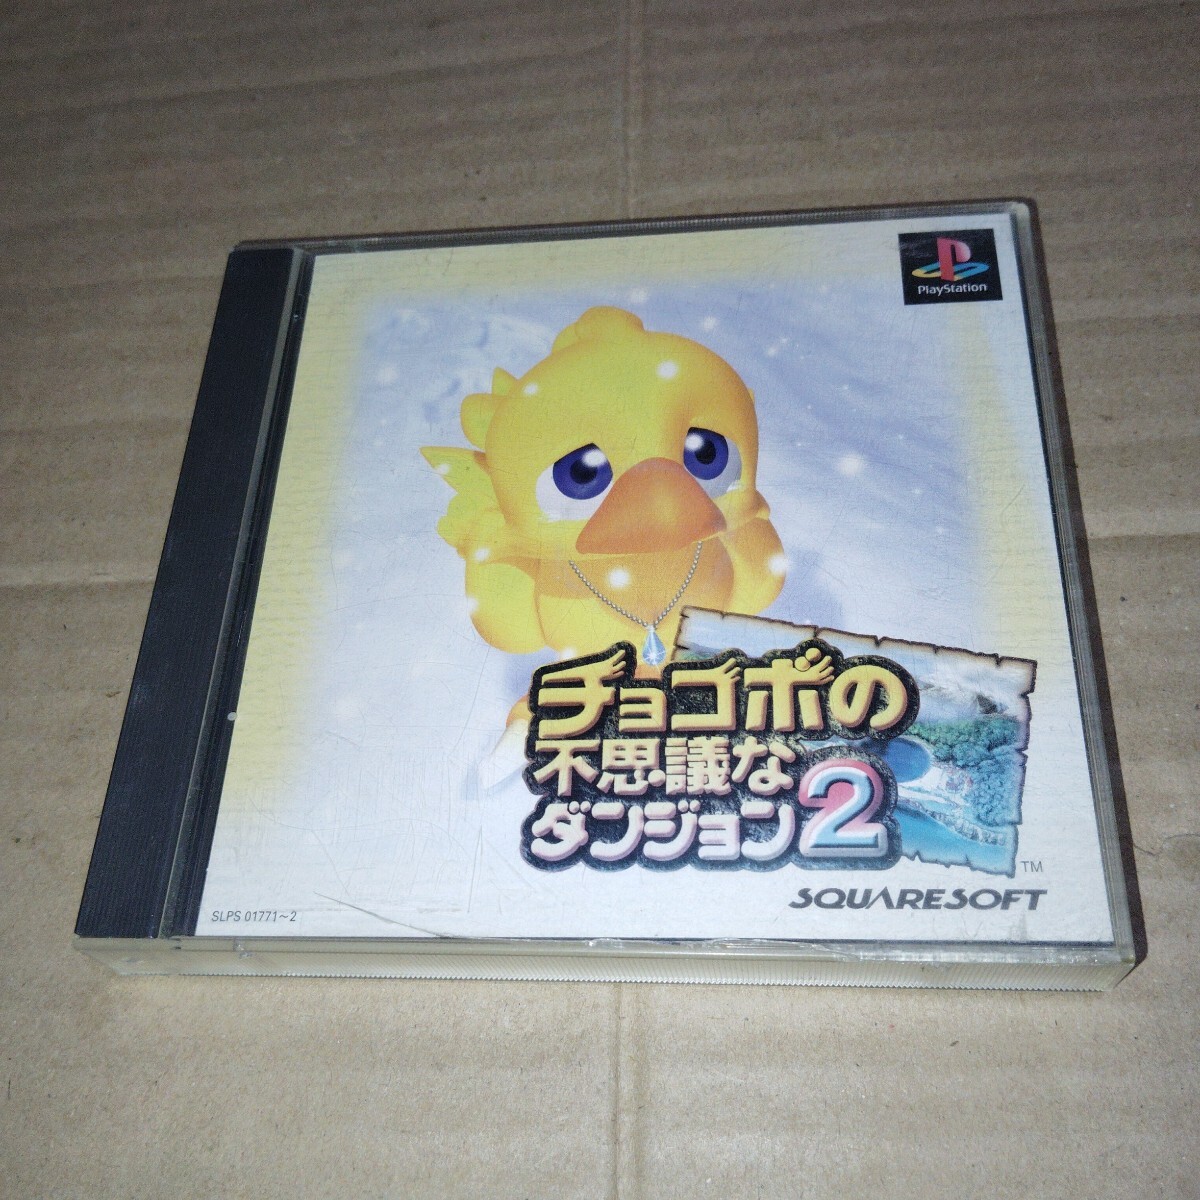 PlayStation
チョコボの
不思議な
ダンジョン2
TM
SQUARESOFT
SLPS 01771~2